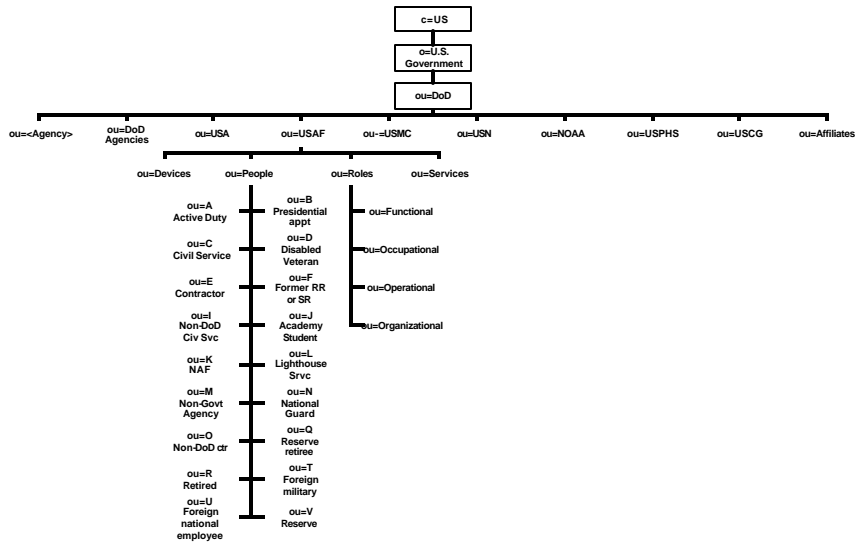 c=US
o=U.S.
Government
ou=DoD
ou=<Agency>
ou=DoD
Agencies
ou=USA
ou=USAF
ou-=USMC
ou=USN
ou=NOAA
ou=USPHS
ou=USCG
ou=Affiliates
ou=Devices
ou=People
ou=Roles
ou=Services
ou=A
Active Duty
ou=B
Presidential
appt
ou=Functional
ou=C
Civil Service
ou=D
Disabled
Veteran
ou=Occupational
ou=E
Contractor
ou=F
Former RR
or SR
ou=Operational
ou=I
Non-DoD
Civ Svc
ou=J
Academy
Student
ou=Organizational
ou=K
NAF
ou=L
Lighthouse
Srvc
ou=M
Non-Govt
Agency
ou=N
National
Guard
ou=O
Non-DoD ctr
ou=Q
Reserve
retiree
ou=R
Retired
ou=T
Foreign
military
ou=U
Foreign
national
employee
ou=V
Reserve